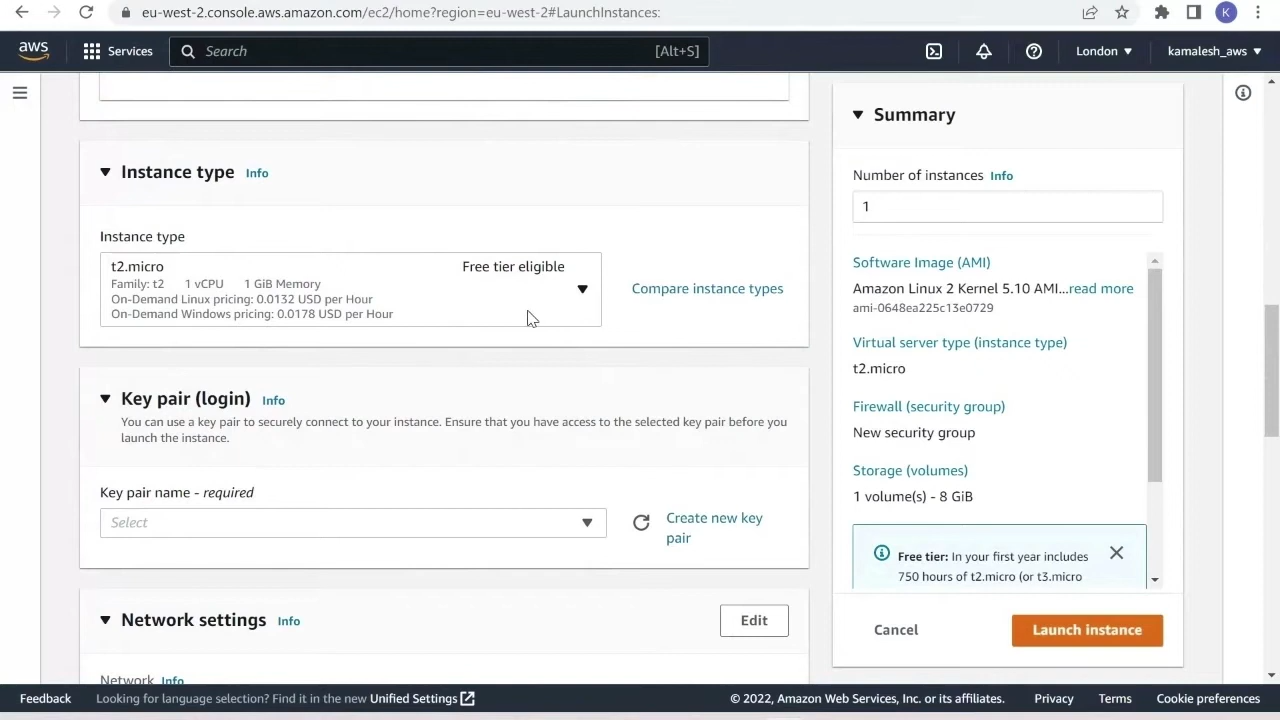 eu-west-2.console.aws.amazon.com/ec2/home?region=eu-west-2#LaunchInstances:
K
aws
Services
Search
[Alt+S]
London
kamalesh_aws
Instance type Info
Instance type
t2.micro
Free tier eligible
Family: t2 1 vCPU 1 GiB Memory
On-Demand Linux pricing: 0.0132 USD per Hour
On-Demand Windows pricing: 0.0178 USD per Hour
Compare instance types
Key pair (login) Info
You can use a key pair to securely connect to your instance. Ensure that you have access to the selected key pair before you
launch the instance.
Key pair name - required
Select
Create new key
pair
Network settings Info
Edit
Network Info
Summary
Number of instances Info
1
Software Image (AMI)
Amazon Linux 2 Kernel 5.10 AMI...read more
ami-0648ea225c13e0729
Virtual server type (instance type)
t2.micro
Firewall (security group)
New security group
Storage (volumes)
1 volume(s) - 8 GiB
Free tier: In your first year includes
750 hours of t2.micro (or t3.micro
Cancel
Launch instance
Feedback
Looking for language selection? Find it in the new Unified Settings
© 2022, Amazon Web Services, Inc. or its affiliates.
Privacy
Terms
Cookie preferences